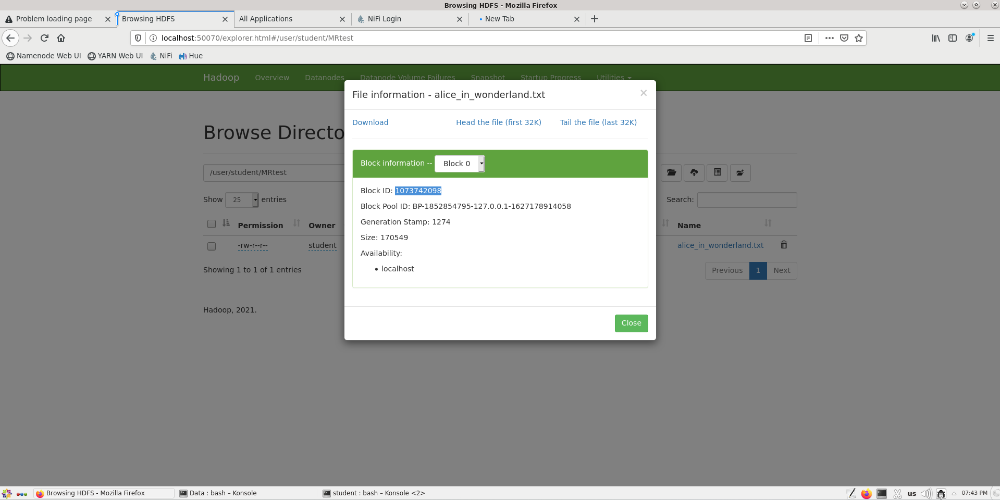 Browsing HDFS - Mozilla Firefox
Problem loading page
Browsing HDFS
All Applications
NiFi Login
New Tab
localhost:50070/explorer.html#/user/student/MRtest
Namenode Web UI
YARN Web UI
NiFi
Hue
Hadoop
Overview
Datanodes
Datanode Volume Failures
Snapshot
Startup Progress
Utilities
File information - alice_in_wonderland.txt
×
Download
Head the file (first 32K)
Tail the file (last 32K)
Browse Directo
Block information --
Block 0
/user/student/MRtest
Block ID: 1073742098
Show
25
entries
Search:
Block Pool ID: BP-1852854795-127.0.0.1-1627178914058
Generation Stamp: 1274
Permission
Owner
Name
Size: 170549
-rw-r--r--
student
alice_in_wonderland.txt
Availability:
localhost
Showing 1 to 1 of 1 entries
Previous
1
Next
Hadoop, 2021.
Close
Browsing HDFS - Mozilla Firefox
Data : bash – Konsole
student : bash – Konsole <2>
us
07:43 PM